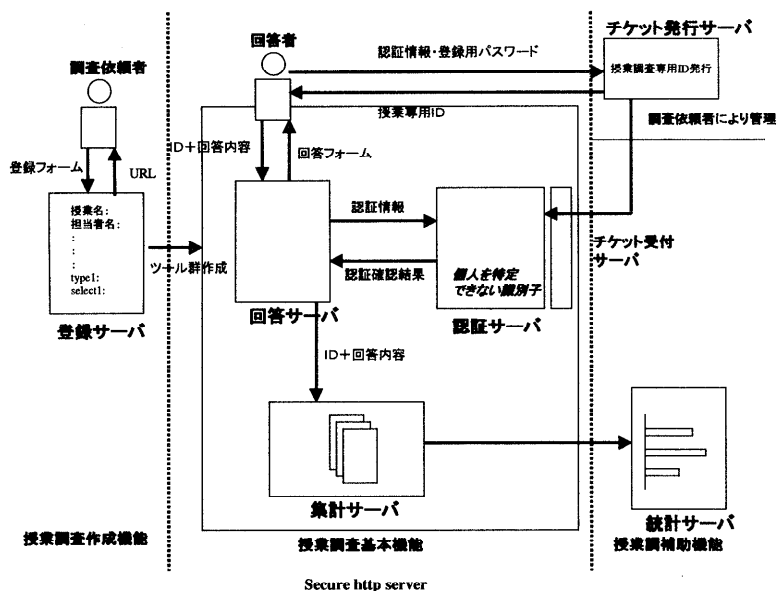 チケット発行サーバ
回答者
認証情報・登録用パスワード
授業調査専用ID発行
調査依頼者
授業専用ID
調査依頼者により管理
ID+回答内容
回答フォーム
登録フォーム
URL
授業名:
担当者名:
:
:
:
type1:
select1:
ツール群作成
認証情報
認証確認結果
個人を特定
できない識別子
チケット受付
サーバ
登録サーバ
回答サーバ
認証サーバ
ID+回答内容
集計サーバ
統計サーバ
授業調査作成機能
授業調査基本機能
授業調補助機能
Secure http server